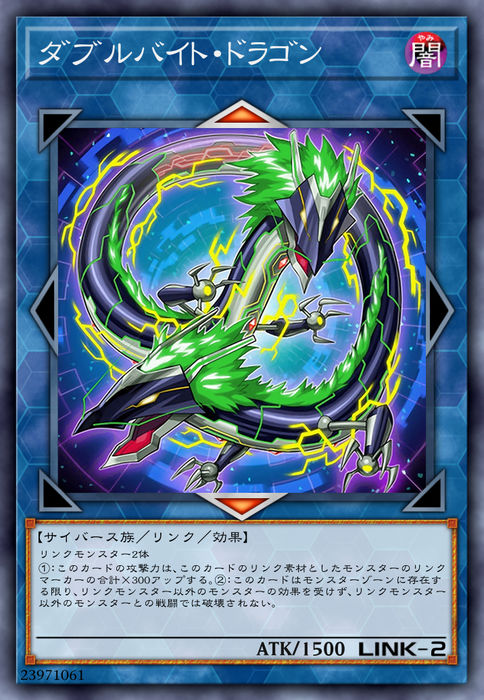 ダブルバイト・ドラゴン
やみ
闇
【サイバース族／リンク／効果】
リンクモンスター2体
①：このカードの攻撃力は、このカードのリンク素材としたモンスターのリンク
マーカーの合計×300アップする。②：このカードはモンスターゾーンに存在す
る限り、リンクモンスター以外のモンスターの効果を受けず、リンクモンスター
以外のモンスターとの戦闘では破壊されない。
ATK/1500 LINK-2
23971061